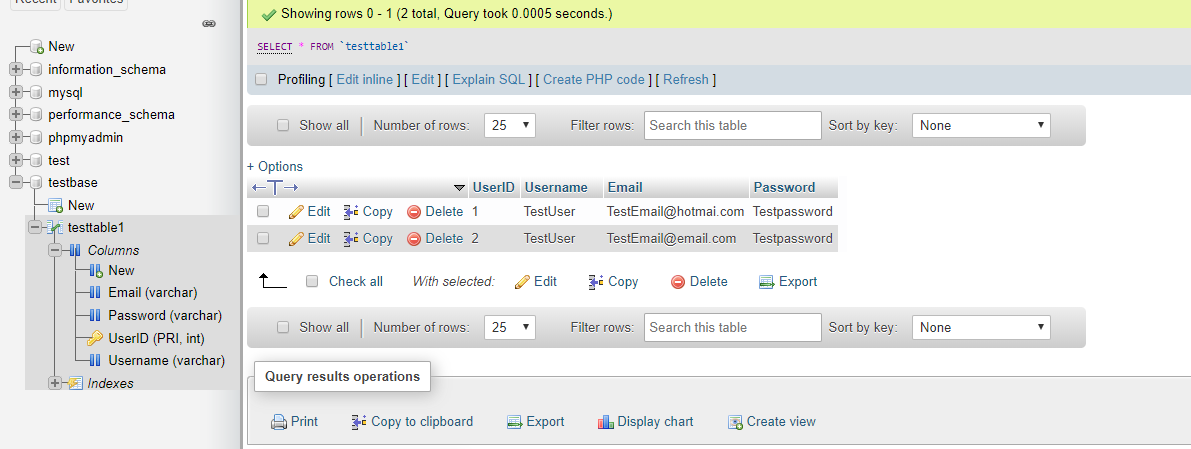 Recent Favorites
New
information_schema
mysql
performance_schema
phpmyadmin
test
testbase
New
testtable1
Columns
New
Email (varchar)
Password (varchar)
UserID (PRI, int)
Username (varchar)
Indexes
Showing rows 0 - 1 (2 total, Query took 0.0005 seconds.)
SELECT * FROM `testtable1`
Profiling [ Edit inline ] [ Edit ] [ Explain SQL ] [ Create PHP code ] [ Refresh ]
Show all Number of rows: 25 Filter rows: Search this table Sort by key: None
+ Options
UserID Username Email Password
Edit Copy Delete 1 TestUser TestEmail@hotmai.com Testpassword
Edit Copy Delete 2 TestUser TestEmail@email.com Testpassword
Check all With selected: Edit Copy Delete Export
Show all Number of rows: 25 Filter rows: Search this table Sort by key: None
Query results operations
Print Copy to clipboard Export Display chart Create view